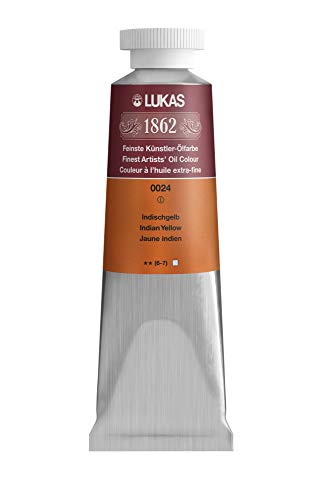 LUKAS
1862
Feinste Künstler-Ölfarbe
Finest Artists' Oil Colour
Couleur à l'huile extra-fine
0024
Indischgelb
Indian Yellow
Jaune indien
★★ (6-7)